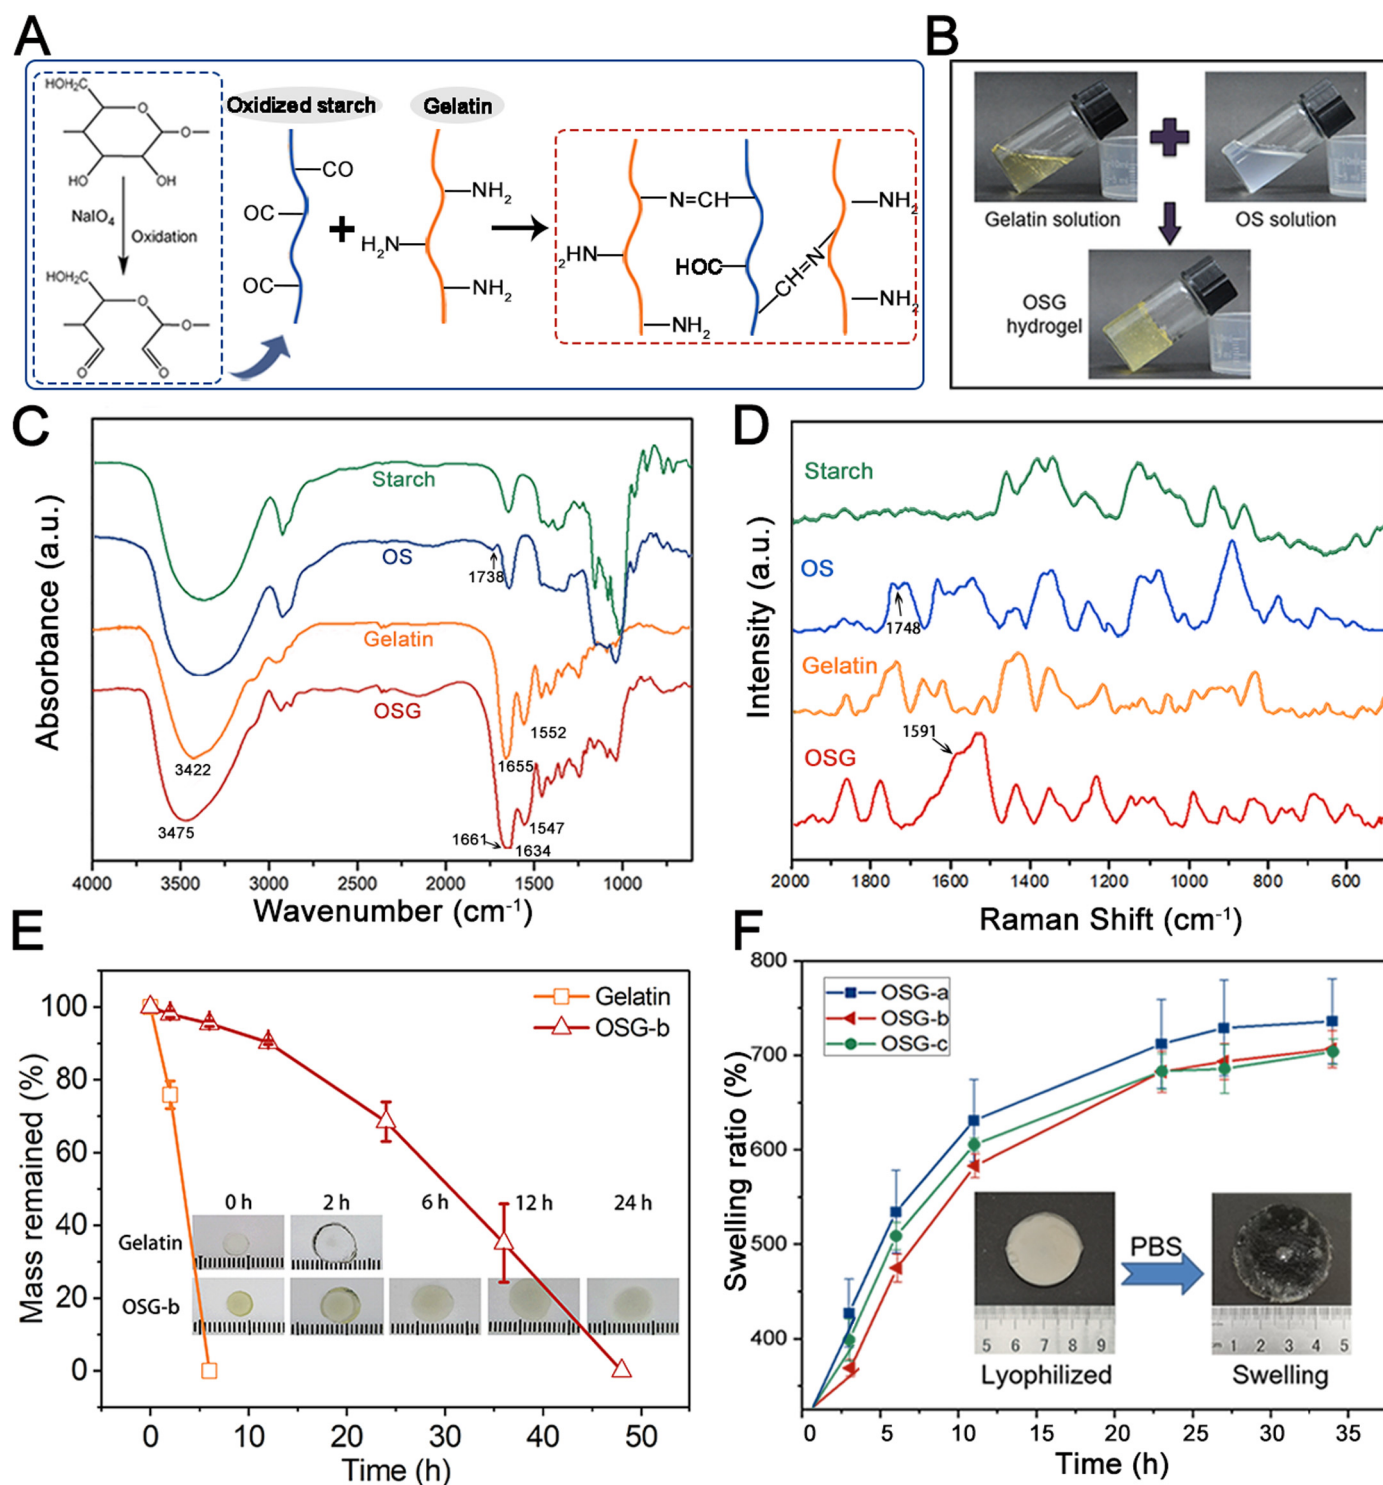 A
HOH₂C
O
O
HO
OH
NaIO₄
Oxidation
HOH₂C
O
O
O
O
Oxidized starch
CO
OC
OC
+
Gelatin
NH₂
H₂N
NH₂
N=CH
₂HN
HOC
CH=N
NH₂
NH₂
NH₂
B
Gelatin solution
OS solution
OSG
hydrogel
C
Absorbance (a.u.)
Starch
OS
1738
Gelatin
OSG
3422
3475
1552
1655
1547
1661
1634
4000 3500 3000 2500 2000 1500 1000
Wavenumber (cm⁻¹)
D
Intensity (a.u.)
Starch
OS
1748
Gelatin
1591
OSG
2000 1800 1600 1400 1200 1000 800 600
Raman Shift (cm⁻¹)
E
Mass remained (%)
100
80
60
40
20
0
Gelatin
OSG-b
0 h 2 h 6 h 12 h 24 h
Gelatin
OSG-b
0 10 20 30 40 50
Time (h)
F
Swelling ratio (%)
800
700
600
500
400
OSG-a
OSG-b
OSG-c
PBS
5 6 7 8 9
1 2 3 4 5
Lyophilized
Swelling
0 5 10 15 20 25 30 35
Time (h)